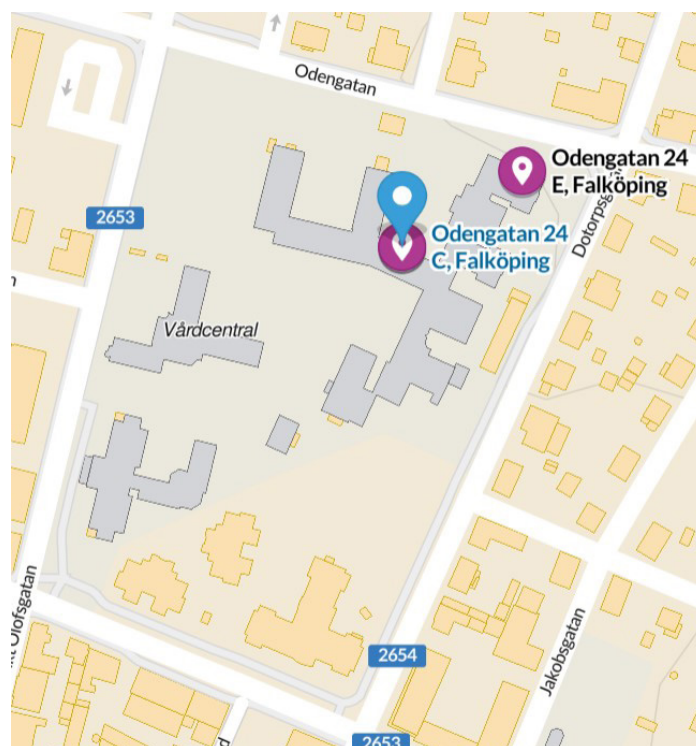 Odengatan
Odengatan 24
E, Falköping
2653
Odengatan 24
C, Falköping
Vårdcentral
2654
Jakobsgatan
2653